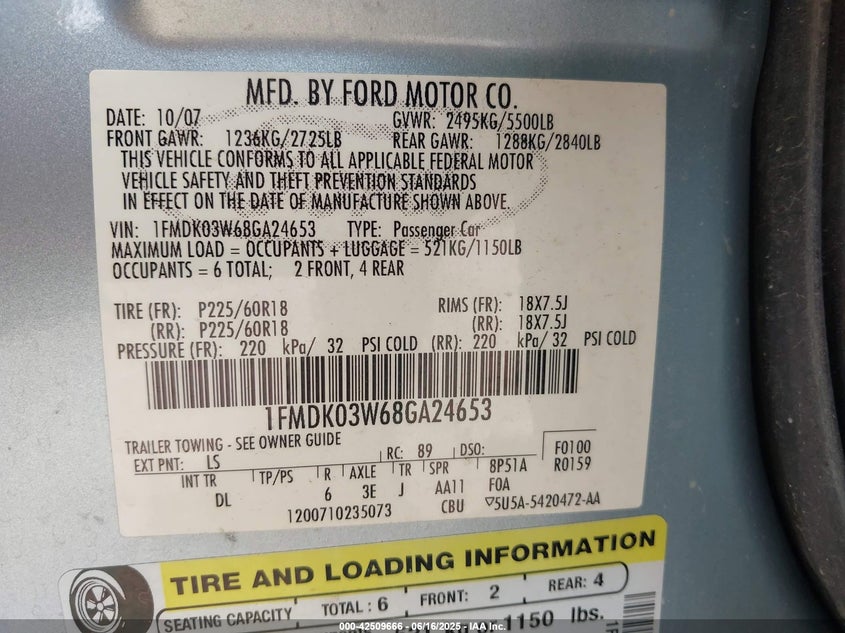 MFD. BY FORD MOTOR CO.
DATE: 10/07 GVWR: 2495KG/5500LB
FRONT GAWR: 1236KG/2725LB REAR GAWR: 1288KG/2840LB
THIS VEHICLE CONFORMS TO ALL APPLICABLE FEDERAL MOTOR
VEHICLE SAFETY AND THEFT PREVENTION STANDARDS
IN EFFECT ON THE DATE OF MANUFACTURE SHOWN ABOVE.
VIN: 1FMDK03W68GA24653 TYPE: Passenger Car
MAXIMUM LOAD = OCCUPANTS + LUGGAGE = 521KG/1150LB
OCCUPANTS = 6 TOTAL; 2 FRONT, 4 REAR
TIRE (FR): P225/60R18 RIMS (FR): 18X7.5J
(RR): P225/60R18 (RR): 18X7.5J
PRESSURE (FR): 220 kPa/ 32 PSI COLD (RR): 220 kPa/ 32 PSI COLD
1FMDK03W68GA24653
TRAILER TOWING - SEE OWNER GUIDE
EXT PNT: LS RC: 89 DSO: F0100
INT TR TP/PS R AXLE TR SPR 8P51A R0159
DL 6 3E J AA11 F0A
1200710235073 CBU ▽5U5A-5420472-AA
TIRE AND LOADING INFORMATION
SEATING CAPACITY TOTAL: 6 FRONT: 2 REAR: 4
1150 lbs.
000-42509666 - 06/16/2025 - IAA Inc.